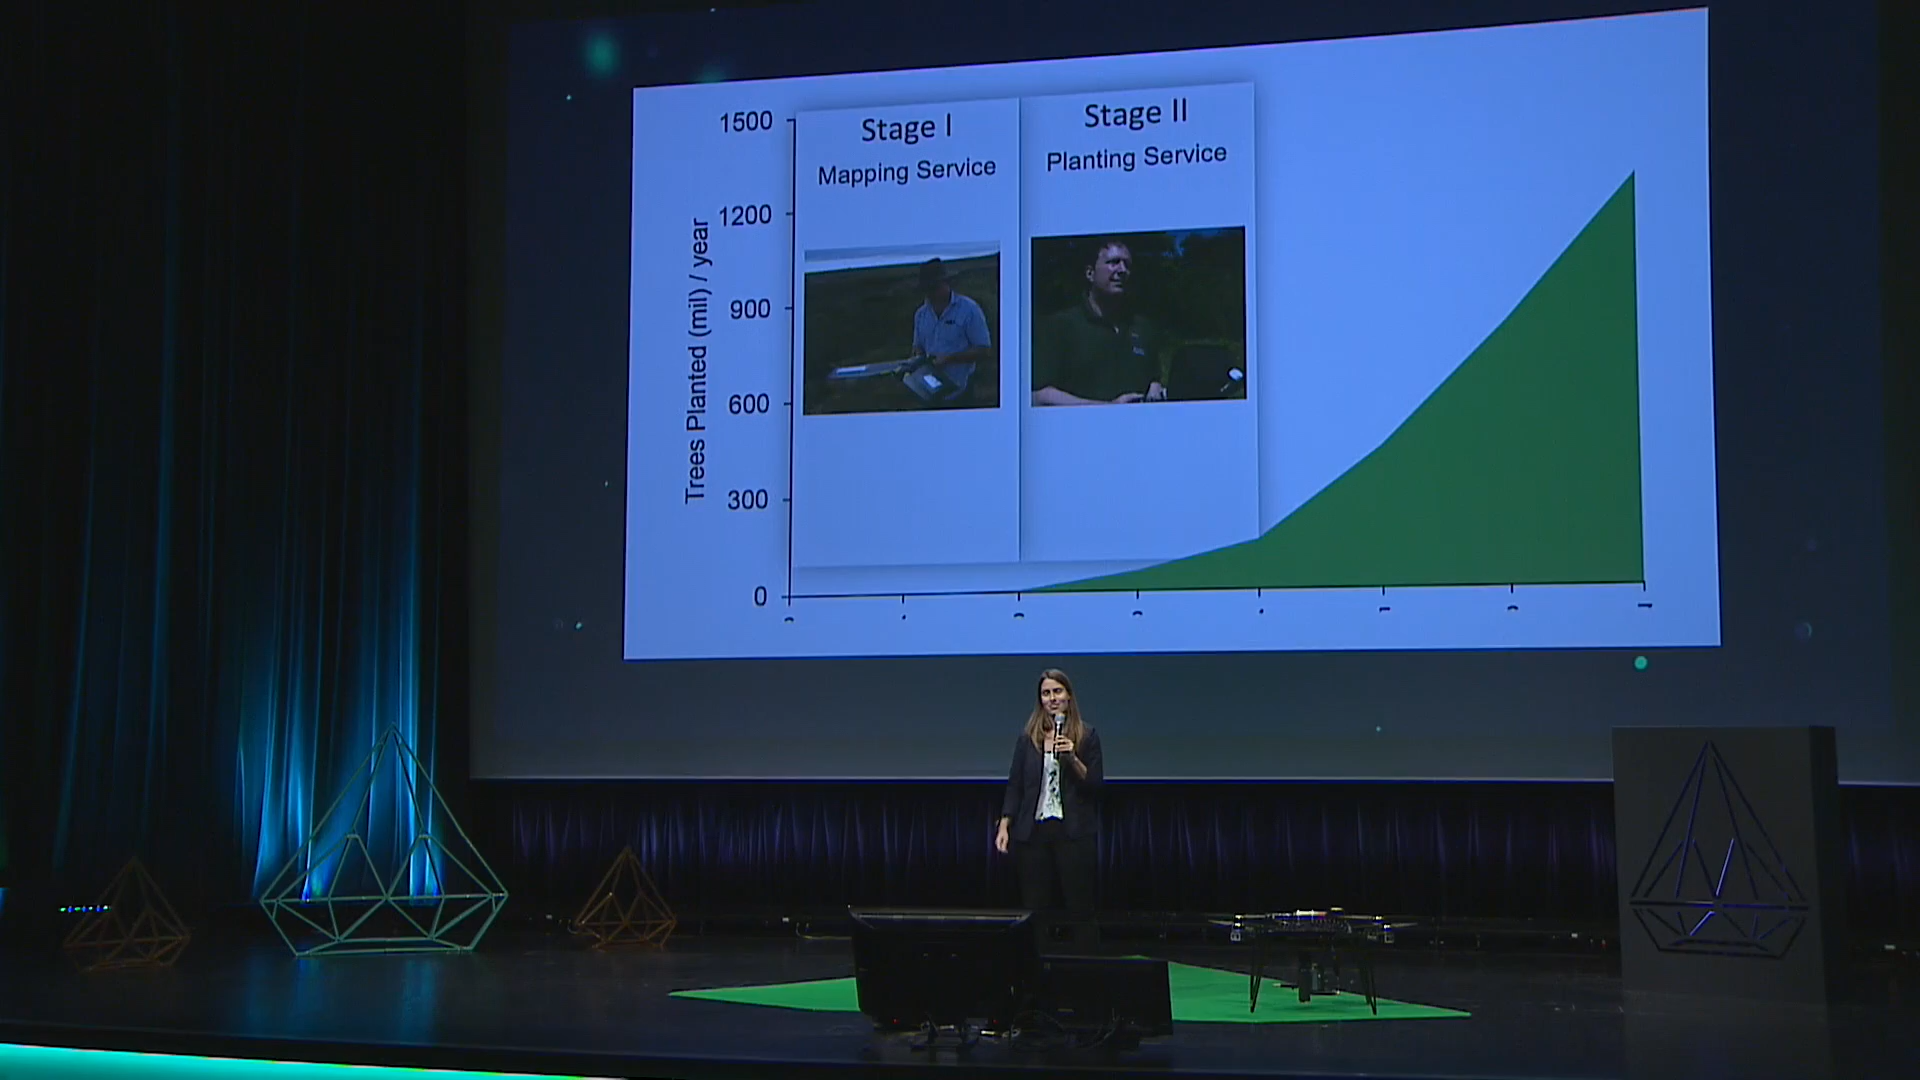 1500
1200
900
600
300
0
Trees Planted (mil) / year
Stage I
Mapping Service
Stage II
Planting Service